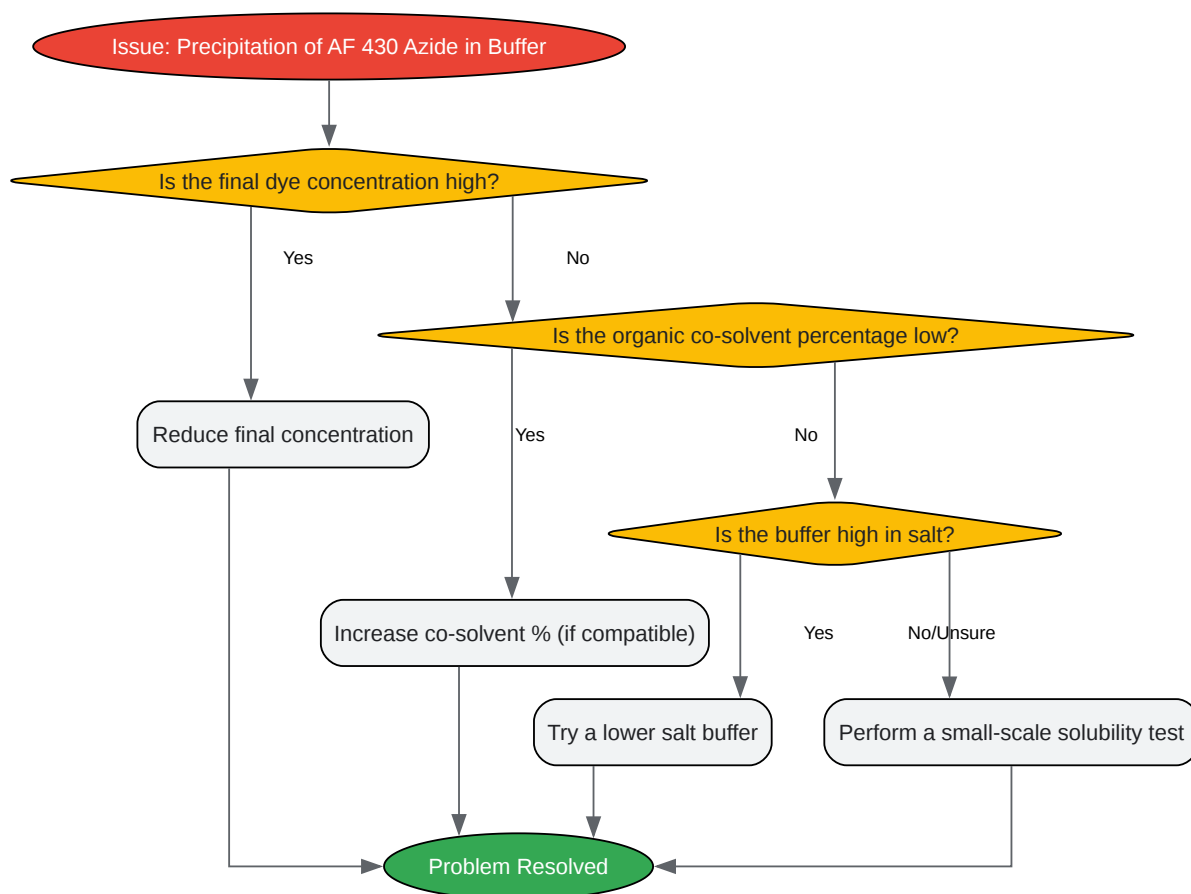 Issue: Precipitation of AF 430 Azide in Buffer
Is the final dye concentration high?
Yes
No
Is the organic co-solvent percentage low?
Reduce final concentration
Yes
No
Is the buffer high in salt?
Increase co-solvent % (if compatible)
Yes
No/Unsure
Try a lower salt buffer
Perform a small-scale solubility test
Problem Resolved